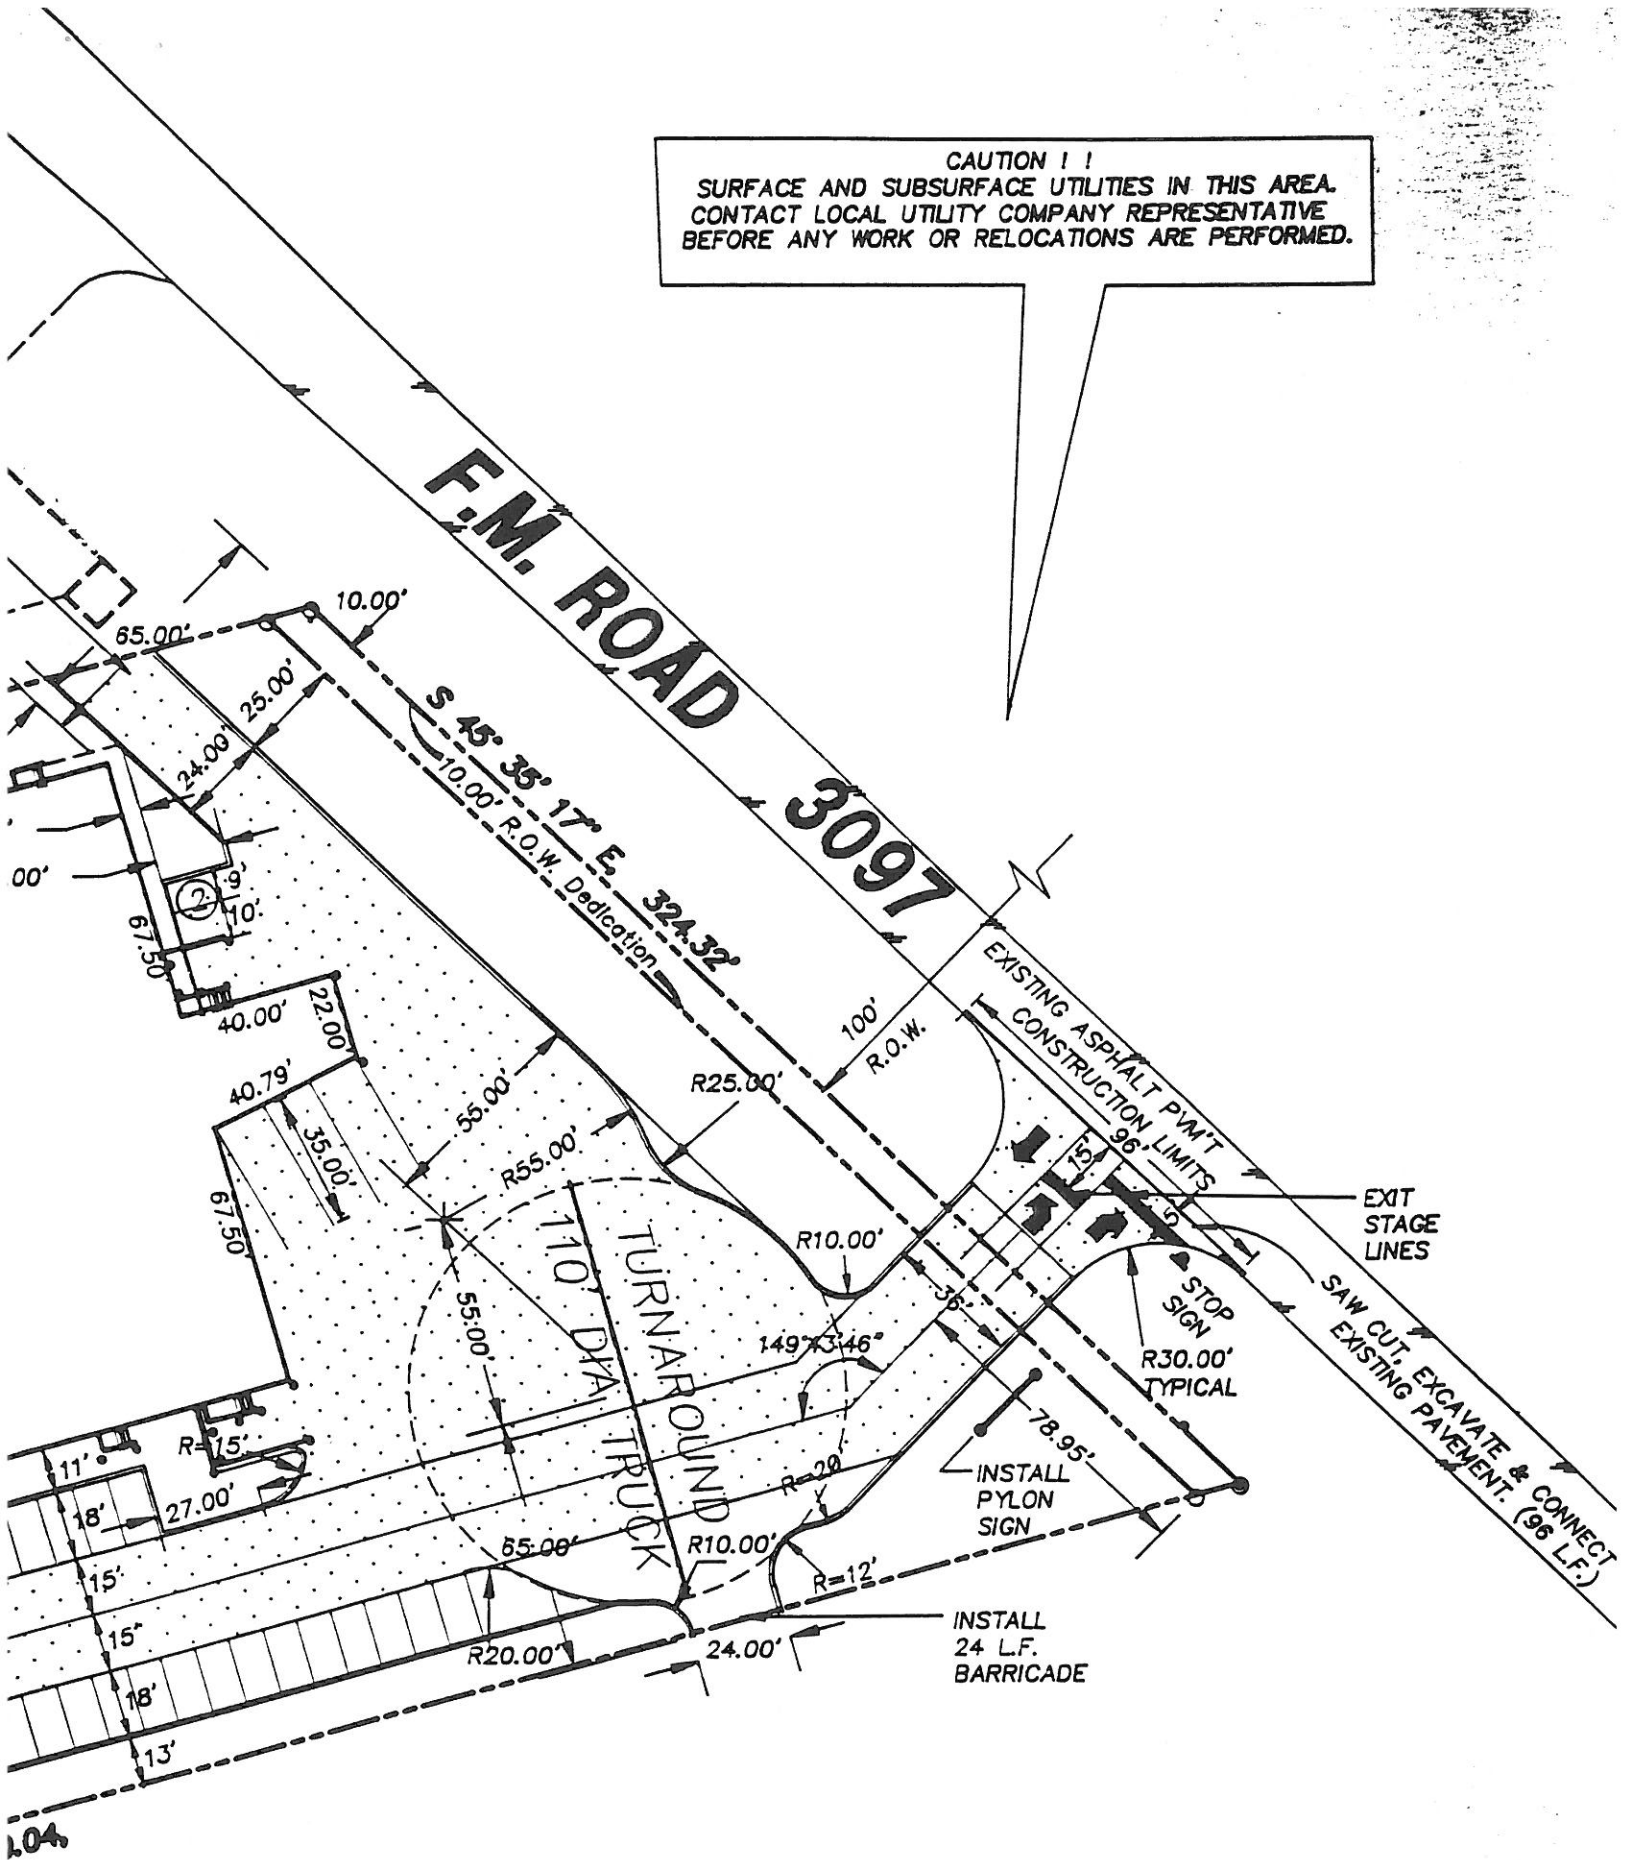 CAUTION ! !
SURFACE AND SUBSURFACE UTILITIES IN THIS AREA.
CONTACT LOCAL UTILITY COMPANY REPRESENTATIVE
BEFORE ANY WORK OR RELOCATIONS ARE PERFORMED.
F.M. ROAD 3097
10.00'
65.00'
25.00'
24.00'
S 45° 35' 17" E, 324.32'
10.00' R.O.W. Dedication
00'
2
9'
10'
67.50'
40.00'
22.00'
40.79'
35.00'
67.50'
55.00'
R55.00'
R25.00'
100'
R.O.W.
EXISTING ASPHALT PVM'T
CONSTRUCTION LIMITS
96'
15'
5'
EXIT
STAGE
LINES
R10.00'
36'
STOP
SIGN
R30.00'
TYPICAL
SAW CUT, EXCAVATE & CONNECT
EXISTING PAVEMENT. (96 L.F.)
55.00'
110' DIA. TRUCK
TURNAROUND
149°43'46"
78.95'
INSTALL
PYLON
SIGN
R=20'
R=15'
11'
18'
27.00'
65.00'
R10.00'
R=12'
15'
15'
R20.00'
24.00'
INSTALL
24 L.F.
BARRICADE
18'
13'
.04,